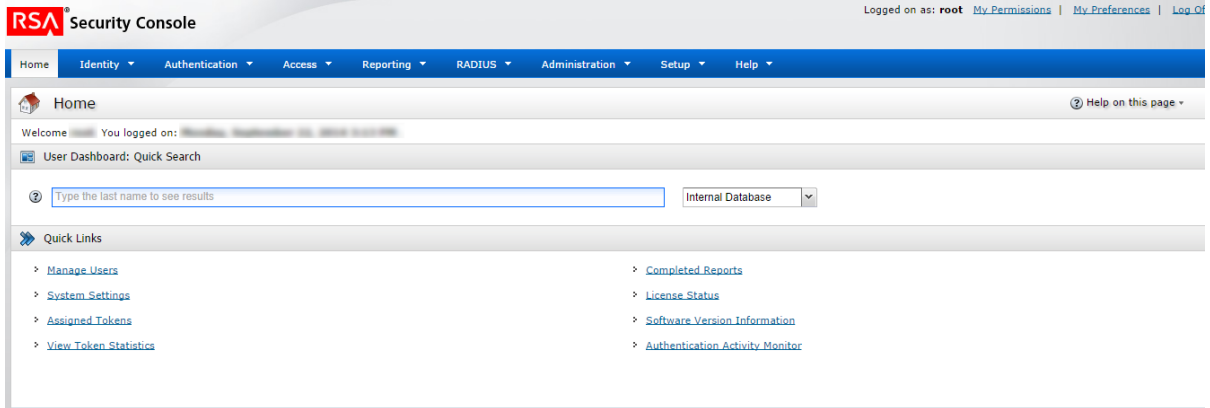 Logged on as: root My Permissions | My Preferences | Log Of
RSA® Security Console
Home Identity Authentication Access Reporting RADIUS Administration Setup Help
Home
Help on this page
Welcome You logged on:
User Dashboard: Quick Search
Type the last name to see results
Internal Database
Quick Links
Manage Users
System Settings
Assigned Tokens
View Token Statistics
Completed Reports
License Status
Software Version Information
Authentication Activity Monitor